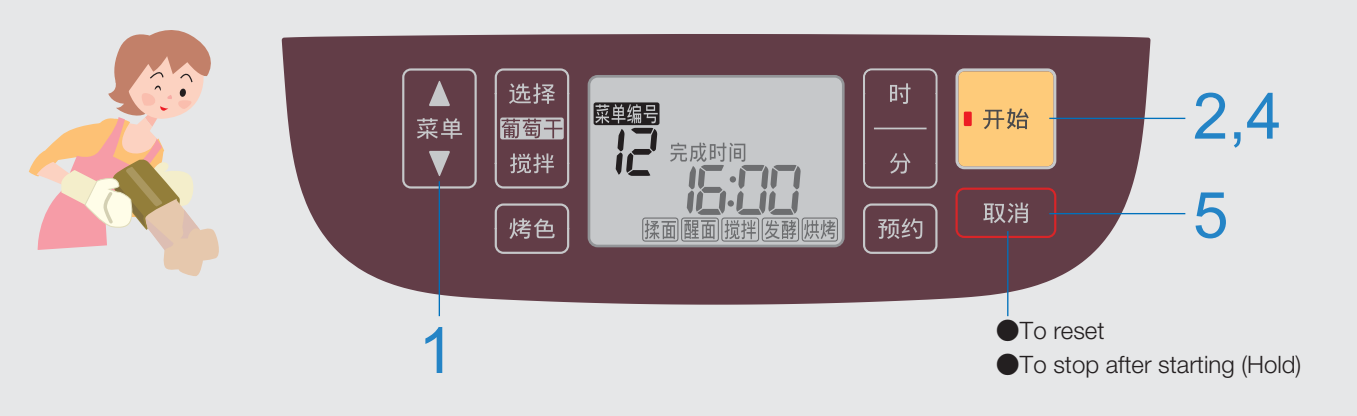 ▲
菜单
▼
选择
葡萄干
搅拌
烤色
菜单编号
12
完成时间
16:00
揉面 醒面 搅拌 发酵 烘烤
时
分
预约
开始
取消
2,4
5
1
●To reset
●To stop after starting (Hold)